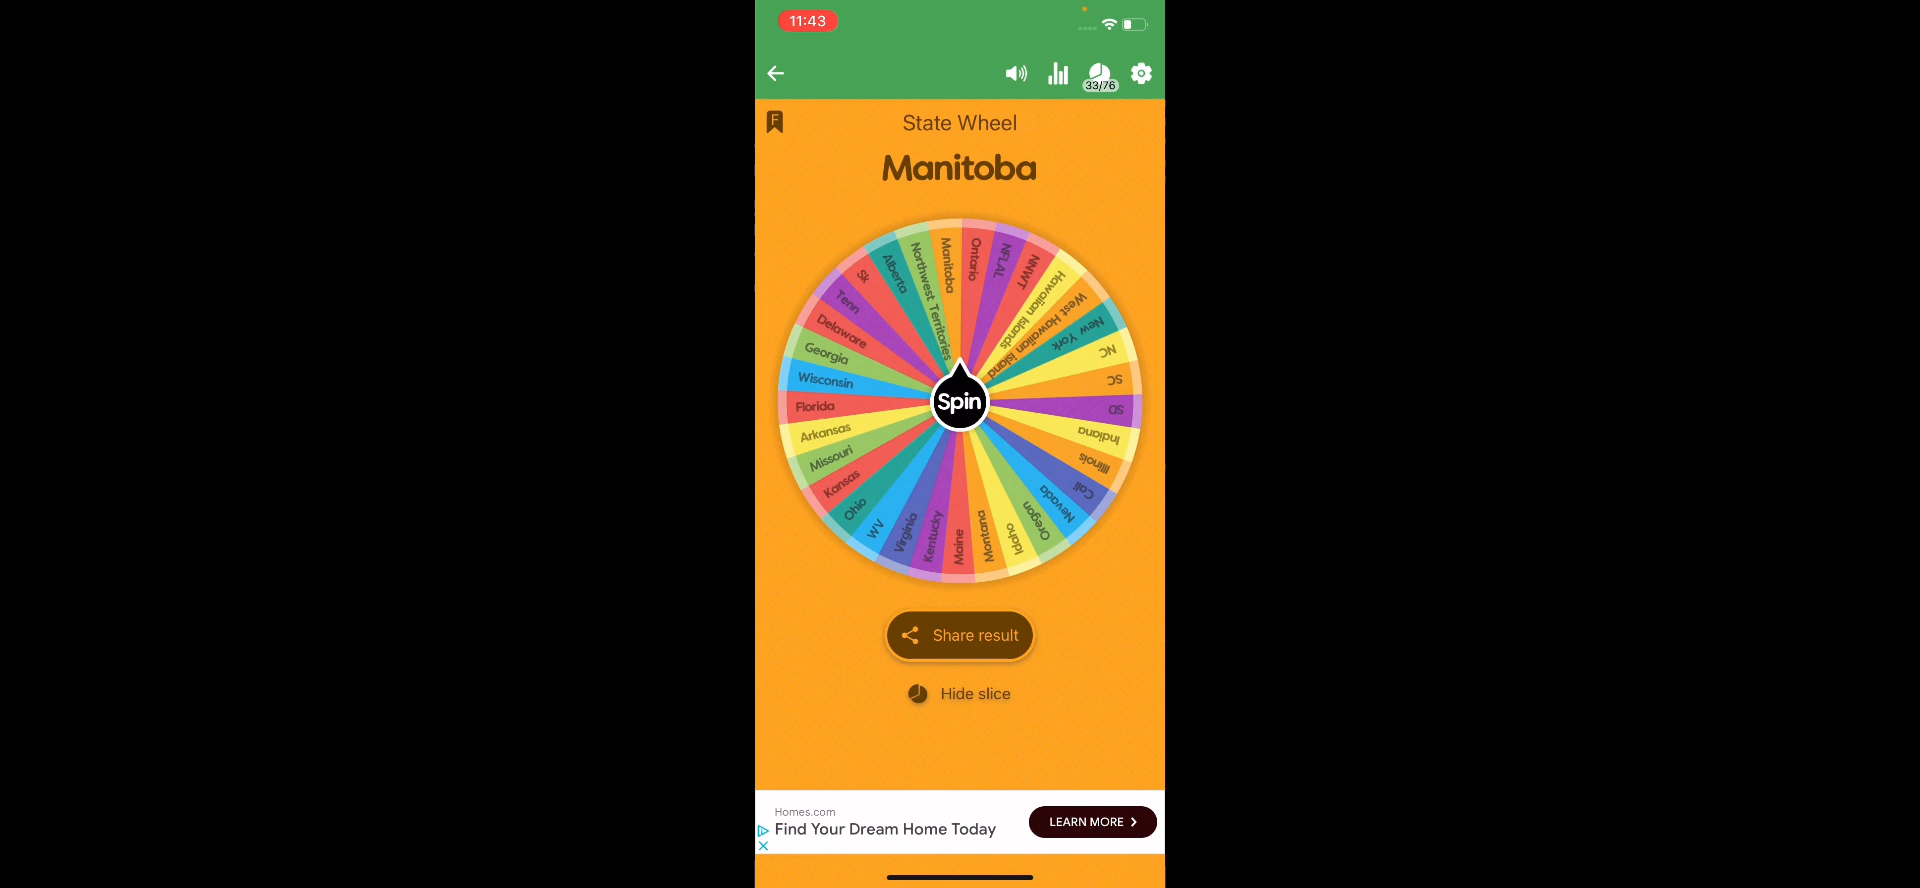 11:43
33/76
F
State Wheel
Manitoba
Ontario
NFLAL
NNWT
Hawaiian Islands
West Hawaiian island
New York
NC
SC
SD
Indiana
Illinois
Cali
Nevada
Oregon
Idaho
Montana
Maine
Kentucky
Virginia
WV
Ohio
Kansas
Missouri
Arkansas
Florida
Wisconsin
Georgia
Delaware
Tenn
Sk
Alberta
Northwest Territories
Manitoba
Spin
Share result
Hide slice
Homes.com
Find Your Dream Home Today
LEARN MORE